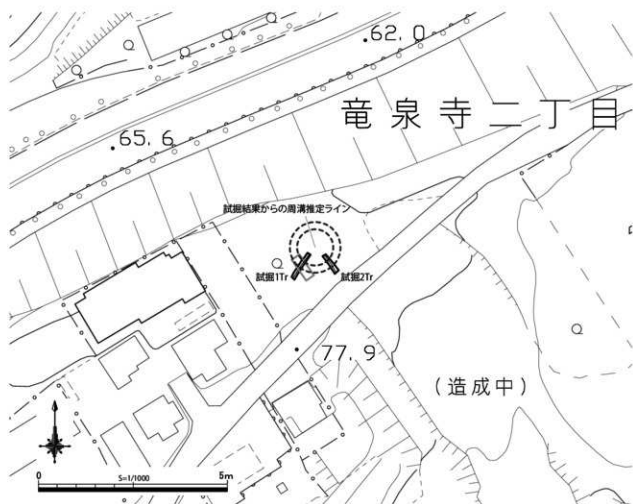 62.0
65.6
竜泉寺二丁目
試掘結果からの周溝推定ライン
試掘1Tr
試掘2Tr
77.9
(造成中)
0 S=1/1000 5m